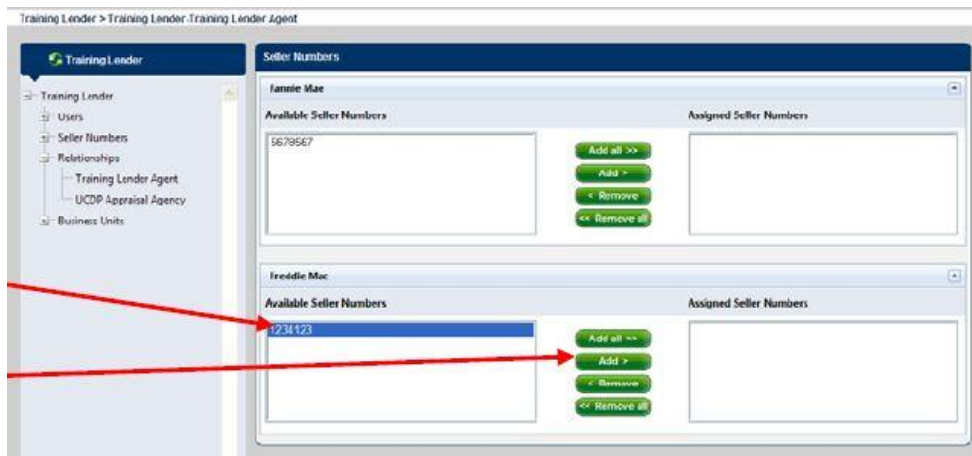 Training Lender > Training Lender-Training Lender Agent
Training Lender
Training Lender
Users
Seller Numbers
Relationships
Training Lender Agent
UCDP Appraisal Agency
Business Units
Seller Numbers
Fannie Mae
Available Seller Numbers
Assigned Seller Numbers
5678567
Add all >>
Add >
< Remove
<< Remove all
Freddie Mac
Available Seller Numbers
Assigned Seller Numbers
1234123
Add all >>
Add >
< Remove
<< Remove all